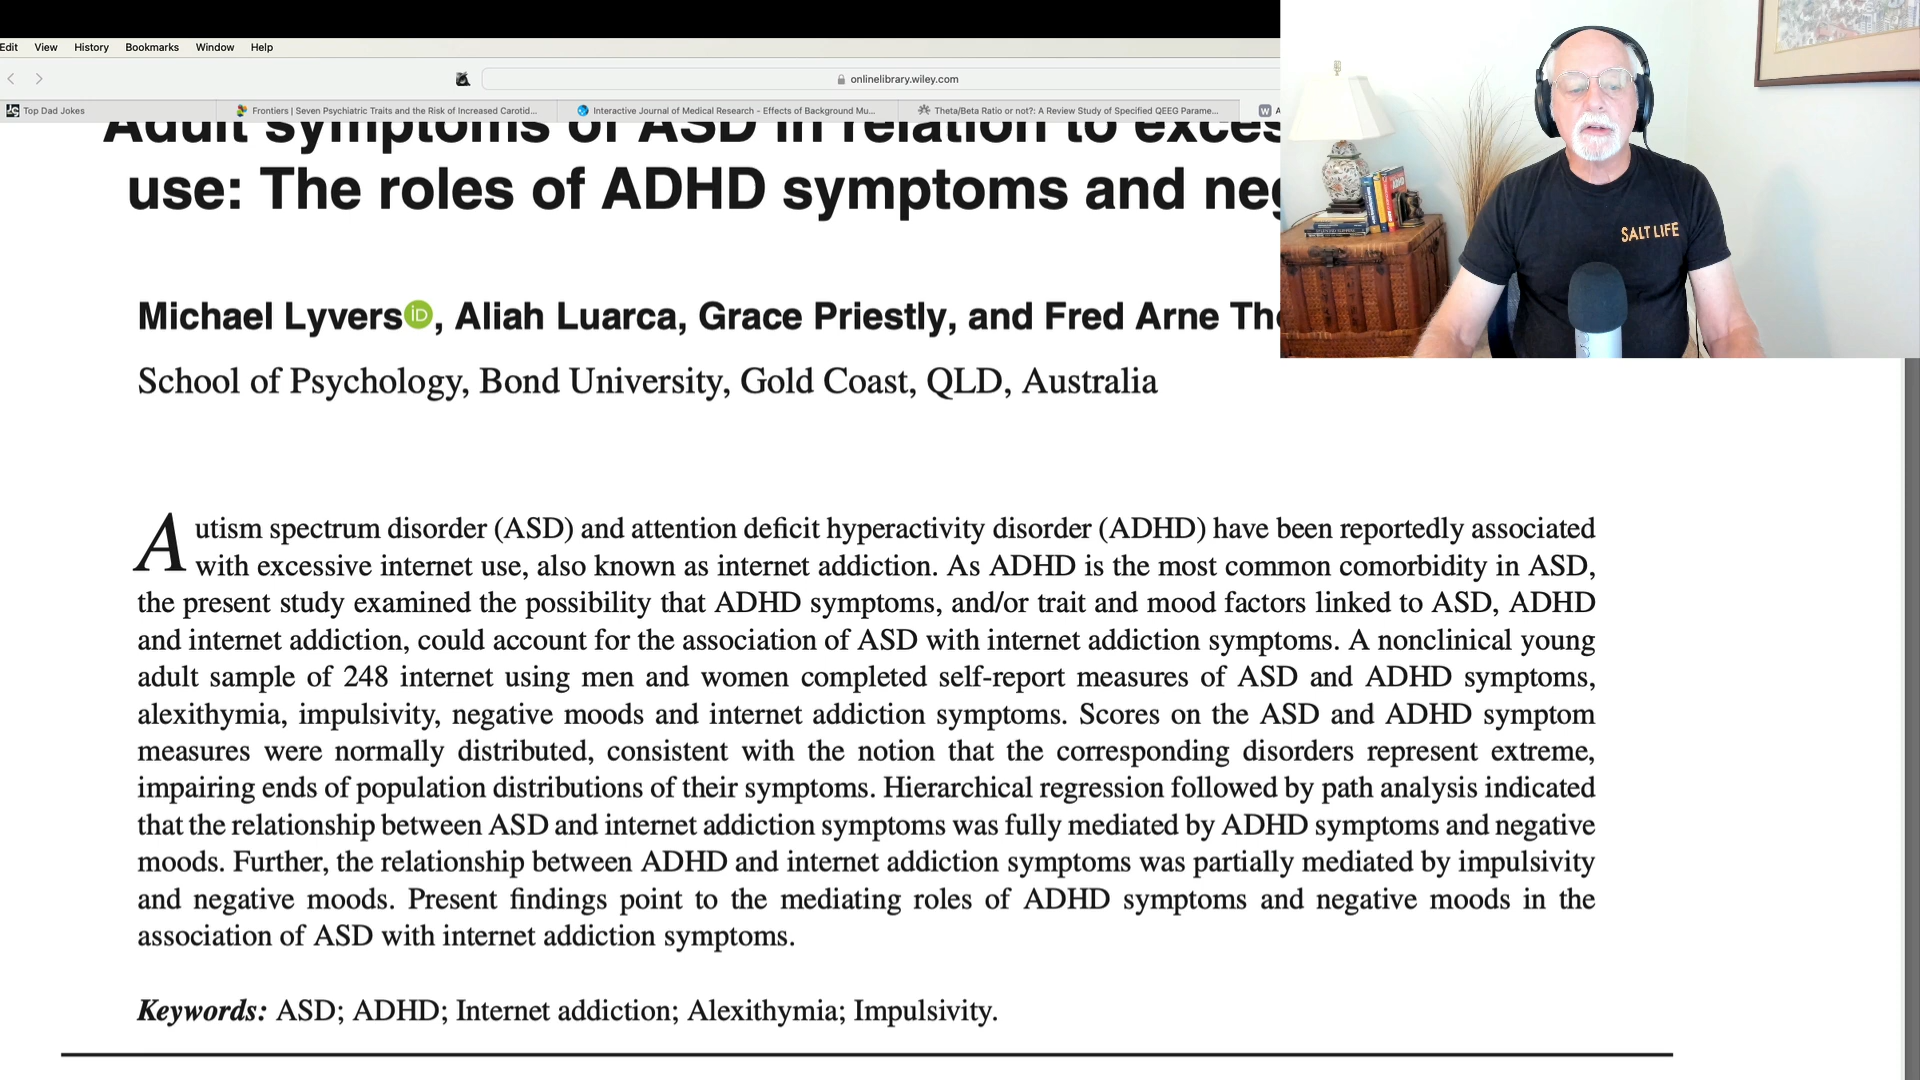 Edit View History Bookmarks Window Help
onlinelibrary.wiley.com
Top Dad Jokes
Frontiers | Seven Psychiatric Traits and the Risk of Increased Carotid...
Interactive Journal of Medical Research - Effects of Background Mu...
Theta/Beta Ratio or not?: A Review Study of Specified QEEG Parame...
W A
Adult symptoms of ASD in relation to exces
use: The roles of ADHD symptoms and neg
Michael Lyvers iD, Aliah Luarca, Grace Priestly, and Fred Arne Tho
School of Psychology, Bond University, Gold Coast, QLD, Australia
SALT LIFE
Autism spectrum disorder (ASD) and attention deficit hyperactivity disorder (ADHD) have been reportedly associated
with excessive internet use, also known as internet addiction. As ADHD is the most common comorbidity in ASD,
the present study examined the possibility that ADHD symptoms, and/or trait and mood factors linked to ASD, ADHD
and internet addiction, could account for the association of ASD with internet addiction symptoms. A nonclinical young
adult sample of 248 internet using men and women completed self-report measures of ASD and ADHD symptoms,
alexithymia, impulsivity, negative moods and internet addiction symptoms. Scores on the ASD and ADHD symptom
measures were normally distributed, consistent with the notion that the corresponding disorders represent extreme,
impairing ends of population distributions of their symptoms. Hierarchical regression followed by path analysis indicated
that the relationship between ASD and internet addiction symptoms was fully mediated by ADHD symptoms and negative
moods. Further, the relationship between ADHD and internet addiction symptoms was partially mediated by impulsivity
and negative moods. Present findings point to the mediating roles of ADHD symptoms and negative moods in the
association of ASD with internet addiction symptoms.
Keywords: ASD; ADHD; Internet addiction; Alexithymia; Impulsivity.